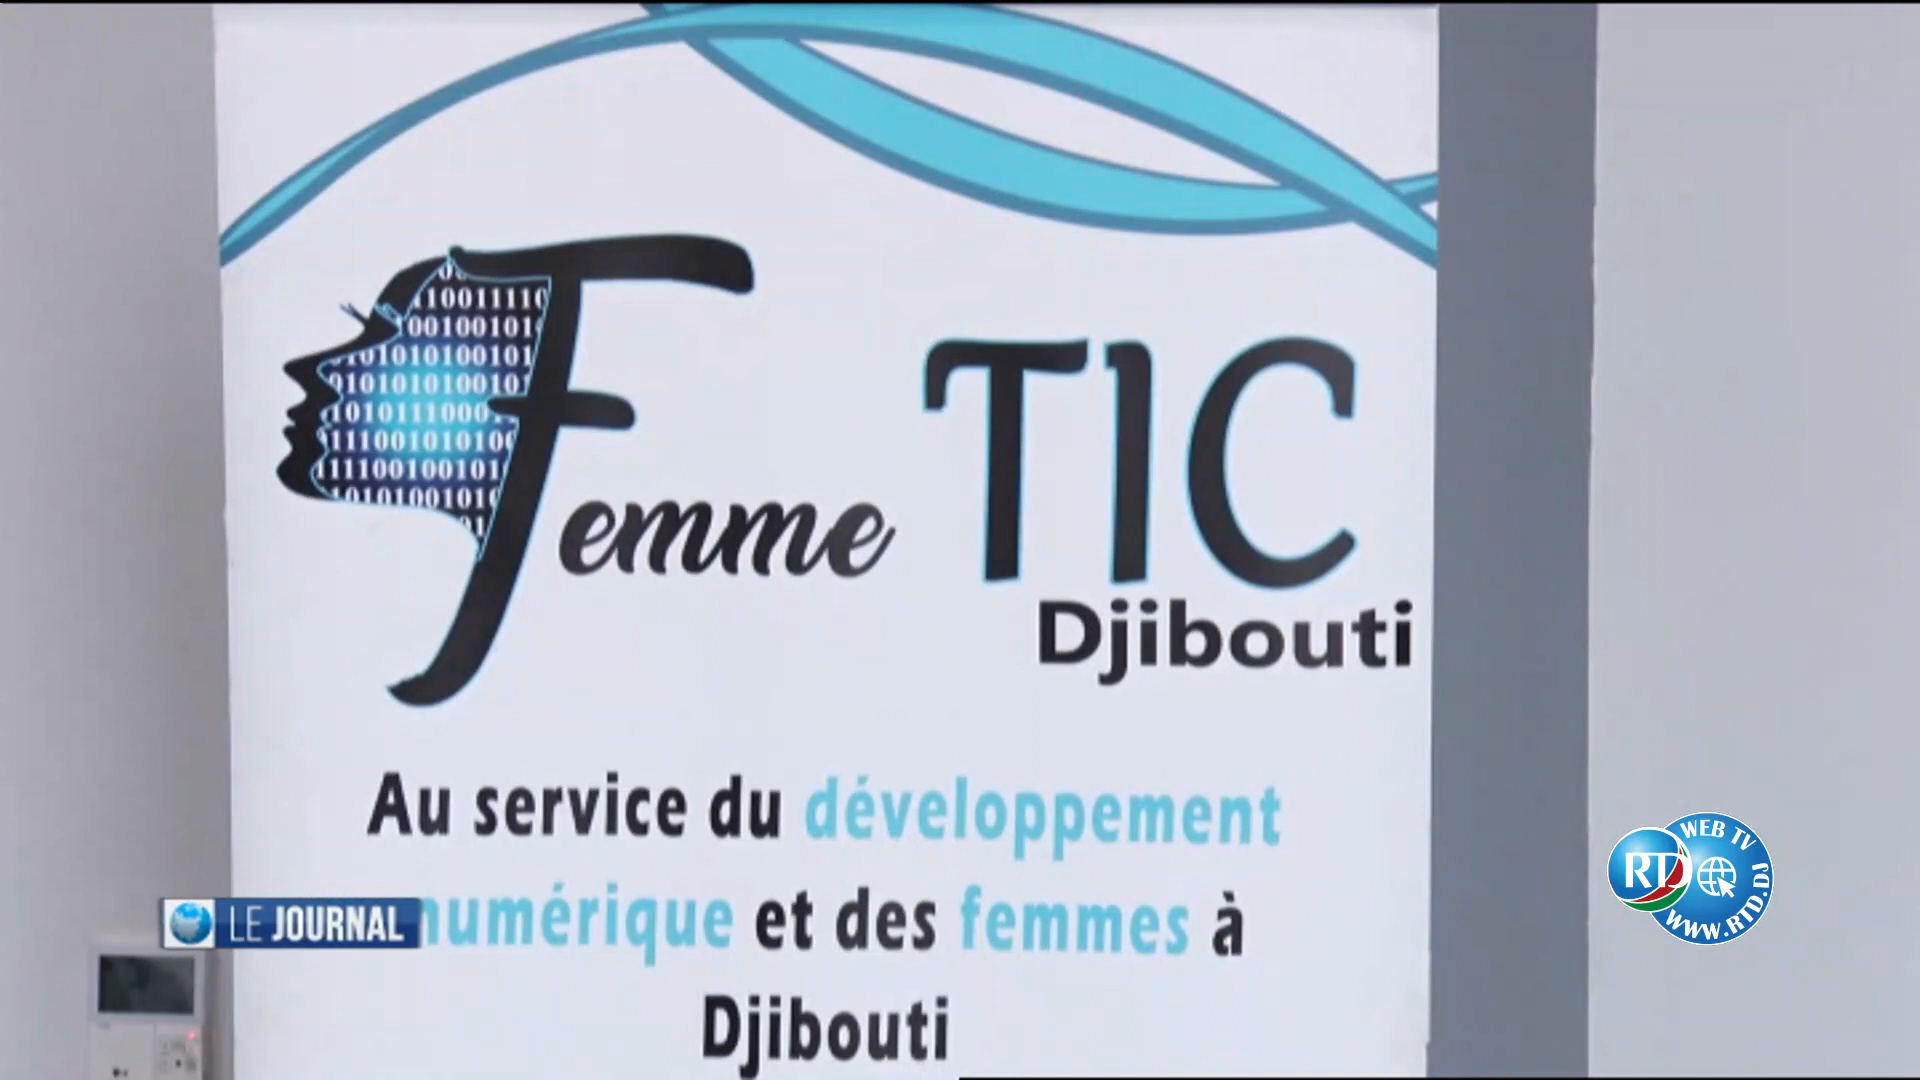 Femme TIC
Djibouti
Au service du développement
numérique et des femmes à
Djibouti
LE JOURNAL
WEB TV
RTD
WWW.RTD.DJ